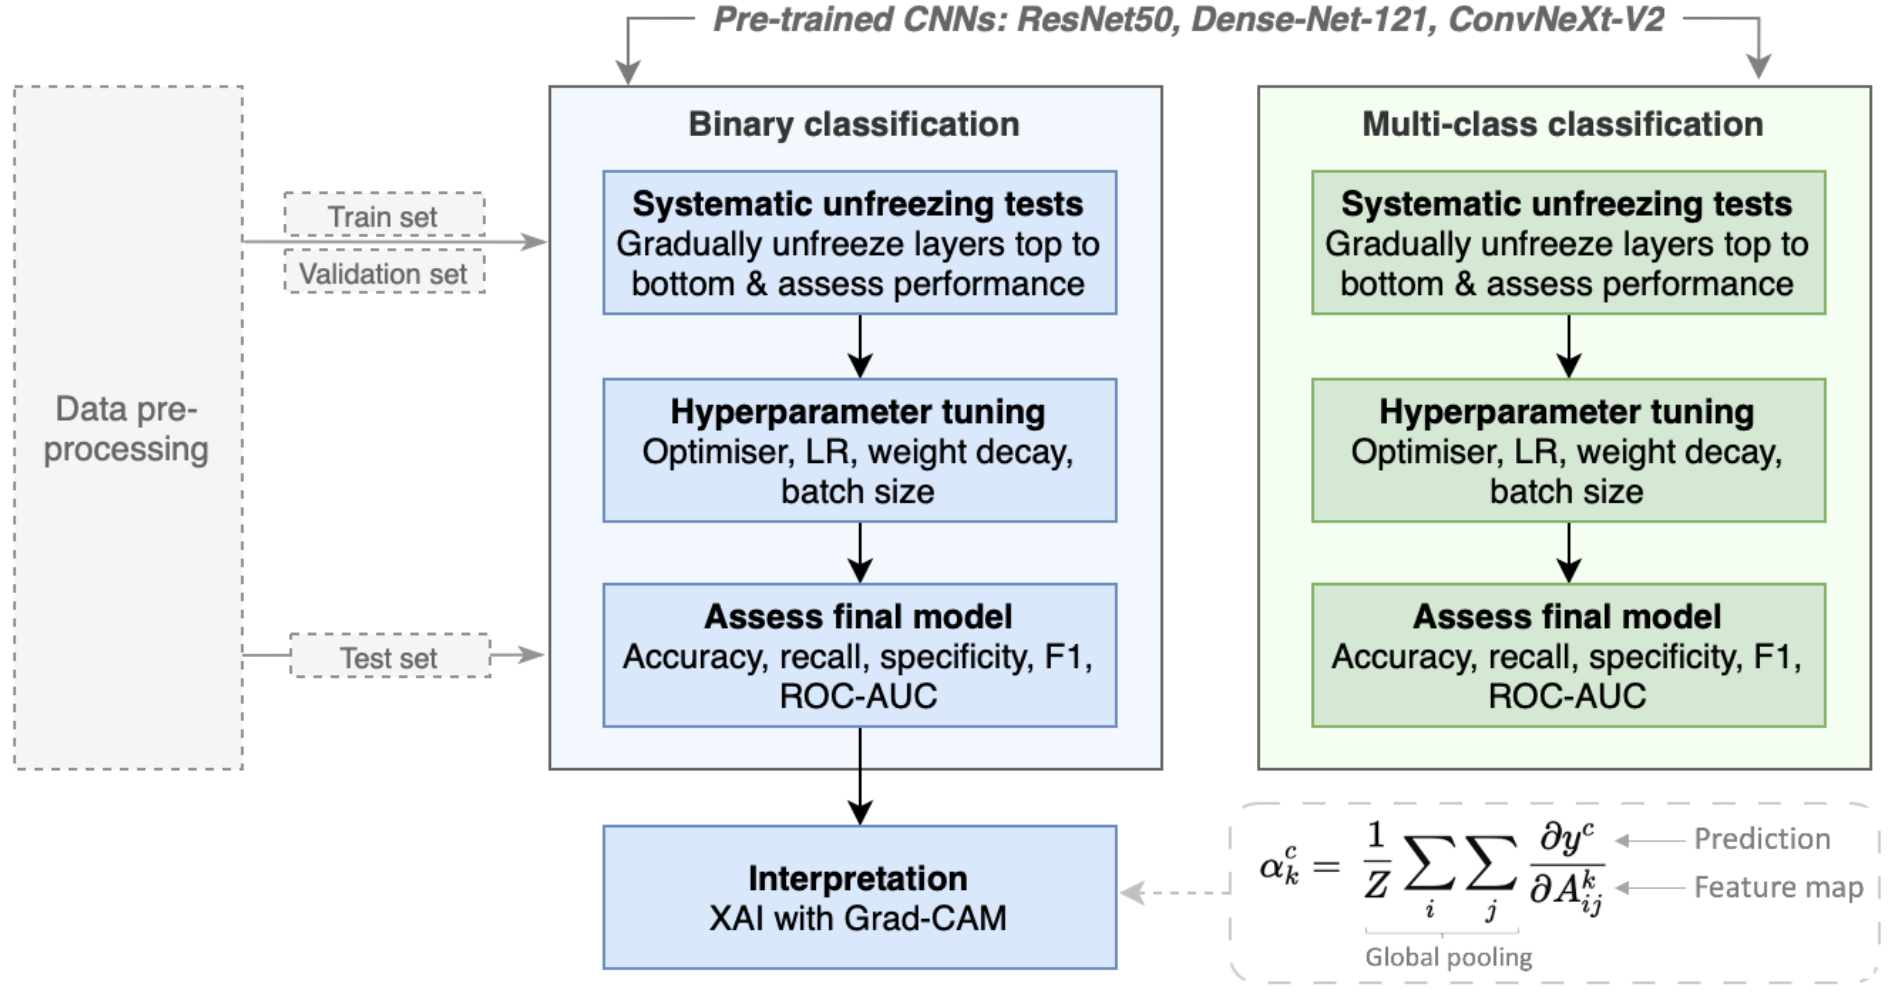 Pre-trained CNNs: ResNet50, Dense-Net-121, ConvNeXt-V2
Data pre-
processing
Train set
Validation set
Test set
Binary classification
Systematic unfreezing tests
Gradually unfreeze layers top to
bottom & assess performance
Hyperparameter tuning
Optimiser, LR, weight decay,
batch size
Assess final model
Accuracy, recall, specificity, F1,
ROC-AUC
Interpretation
XAI with Grad-CAM
Multi-class classification
Systematic unfreezing tests
Gradually unfreeze layers top to
bottom & assess performance
Hyperparameter tuning
Optimiser, LR, weight decay,
batch size
Assess final model
Accuracy, recall, specificity, F1,
ROC-AUC
α_k^c = \frac{1}{Z} \sum_i \sum_j \frac{∂y^c}{∂A_{ij}^k}
Prediction
Feature map
Global pooling